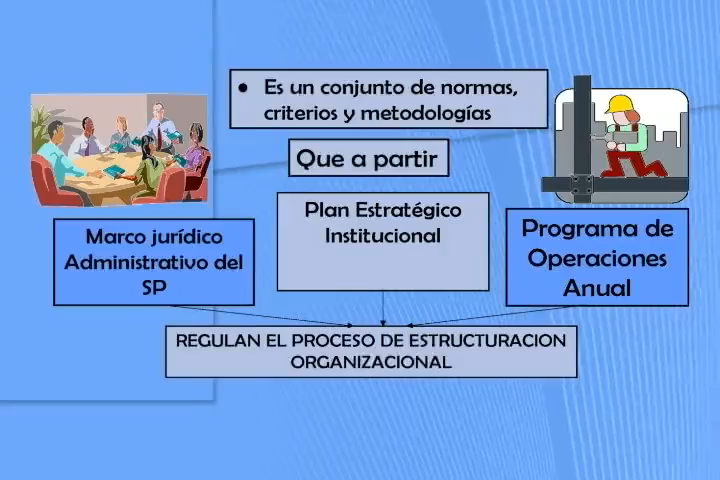 • Es un conjunto de normas,
criterios y metodologías
Que a partir
Marco jurídico
Administrativo del
SP
Plan Estratégico
Institucional
Programa de
Operaciones
Anual
REGULAN EL PROCESO DE ESTRUCTURACION
ORGANIZACIONAL